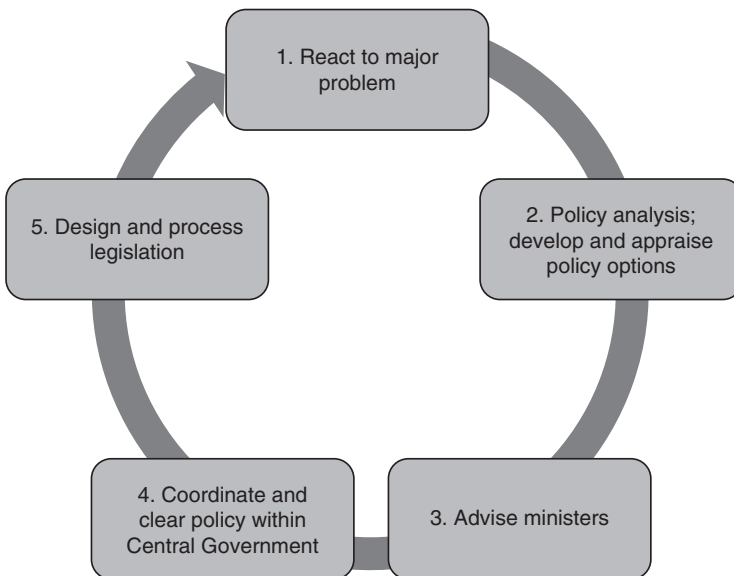 1. React to major
problem
2. Policy analysis;
develop and appraise
policy options
3. Advise ministers
4. Coordinate and
clear policy within
Central Government
5. Design and process
legislation